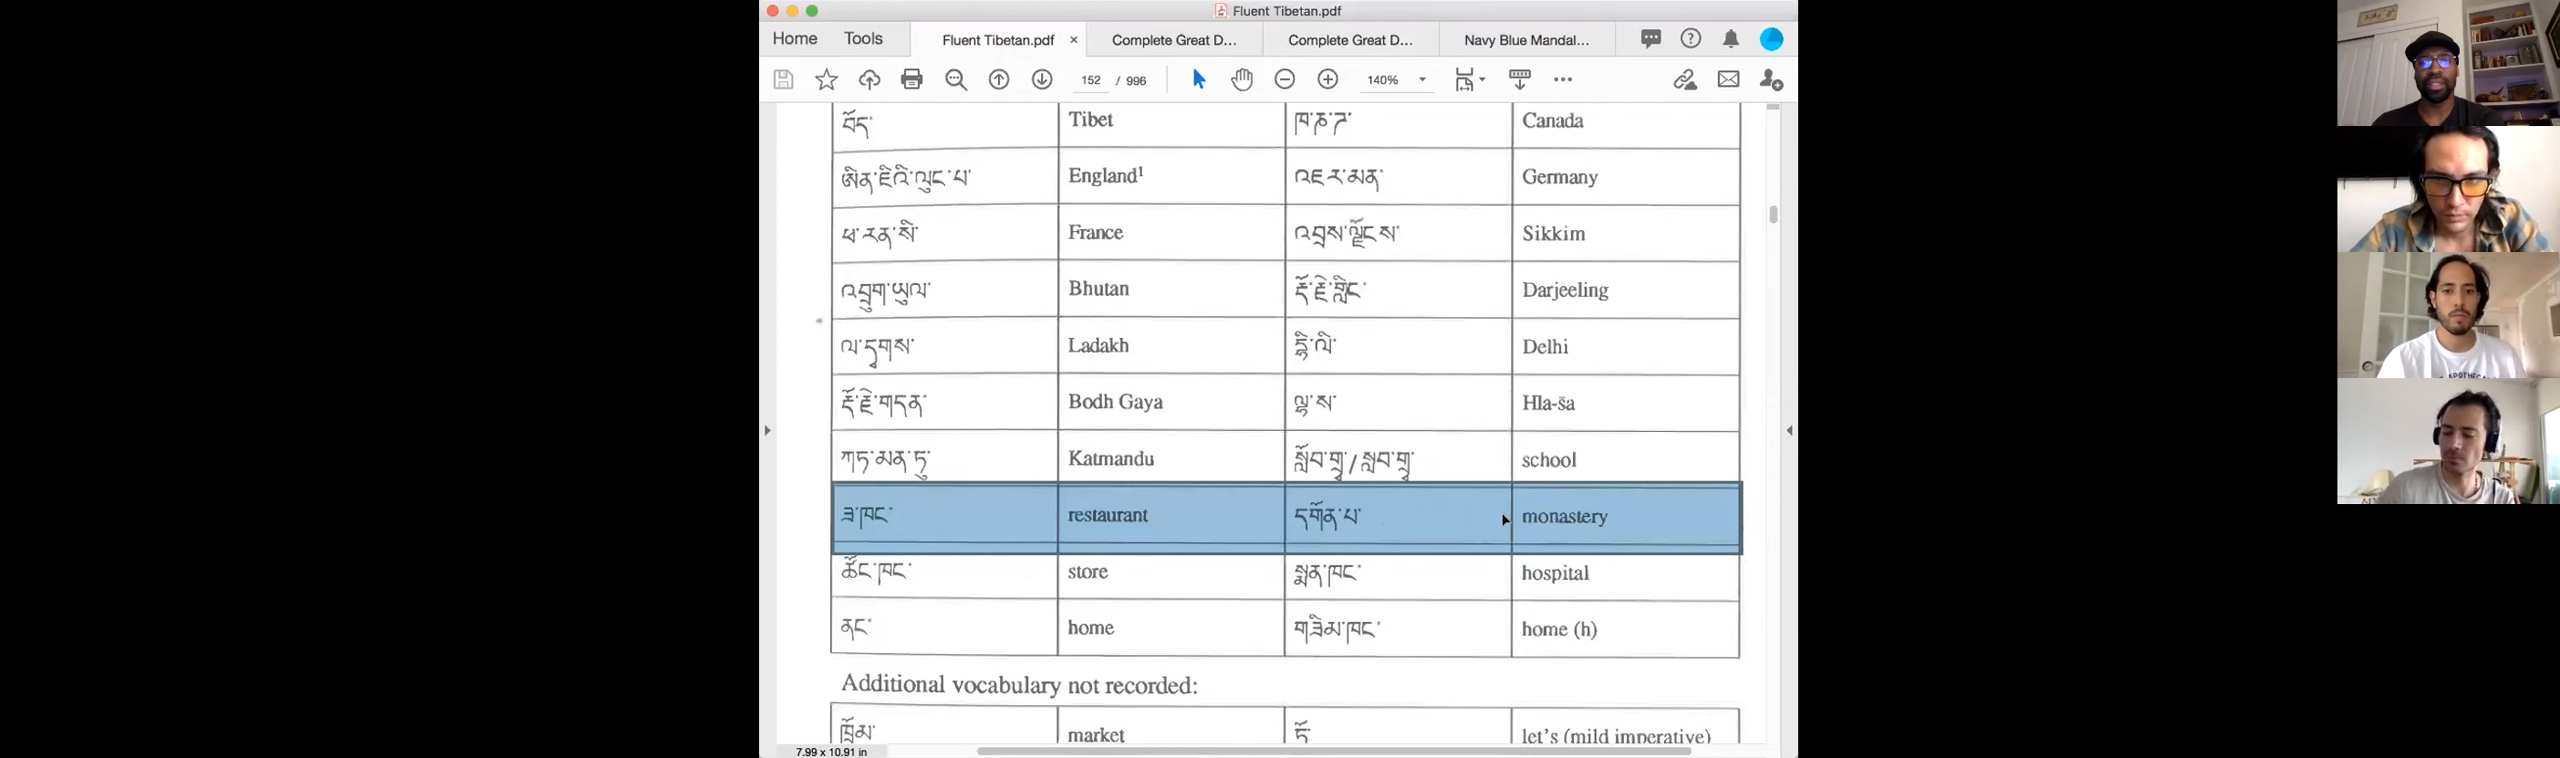 Fluent Tibetan.pdf
Home Tools Fluent Tibetan.pdf × Complete Great D... Complete Great D... Navy Blue Mandal...
152 / 996 140%
བོད་ Tibet ཁ་ན་ཌ་ Canada
ཨིན་ཇིའི་ལུང་པ་ England¹ འཇར་མན་ Germany
ཕ་རན་སི་ France འབྲས་ལྗོངས་ Sikkim
འབྲུག་ཡུལ་ Bhutan རྡོ་རྗེ་གླིང་ Darjeeling
ལ་དྭགས་ Ladakh དྷི་ལི་ Delhi
རྡོ་རྗེ་གདན་ Bodh Gaya ལྷ་ས་ Hla-s̄a
ཀཏ་མན་ཏུ་ Katmandu སློབ་གྲྭ་/སླབ་གྲྭ་ school
ཟ་ཁང་ restaurant དགོན་པ་ monastery
ཚོང་ཁང་ store སྨན་ཁང་ hospital
ནང་ home གཟིམ་ཁང་ home (h)
Additional vocabulary not recorded:
ཁྲོམ་ market ཏོ་ let's (mild imperative)
7.99 x 10.91 in